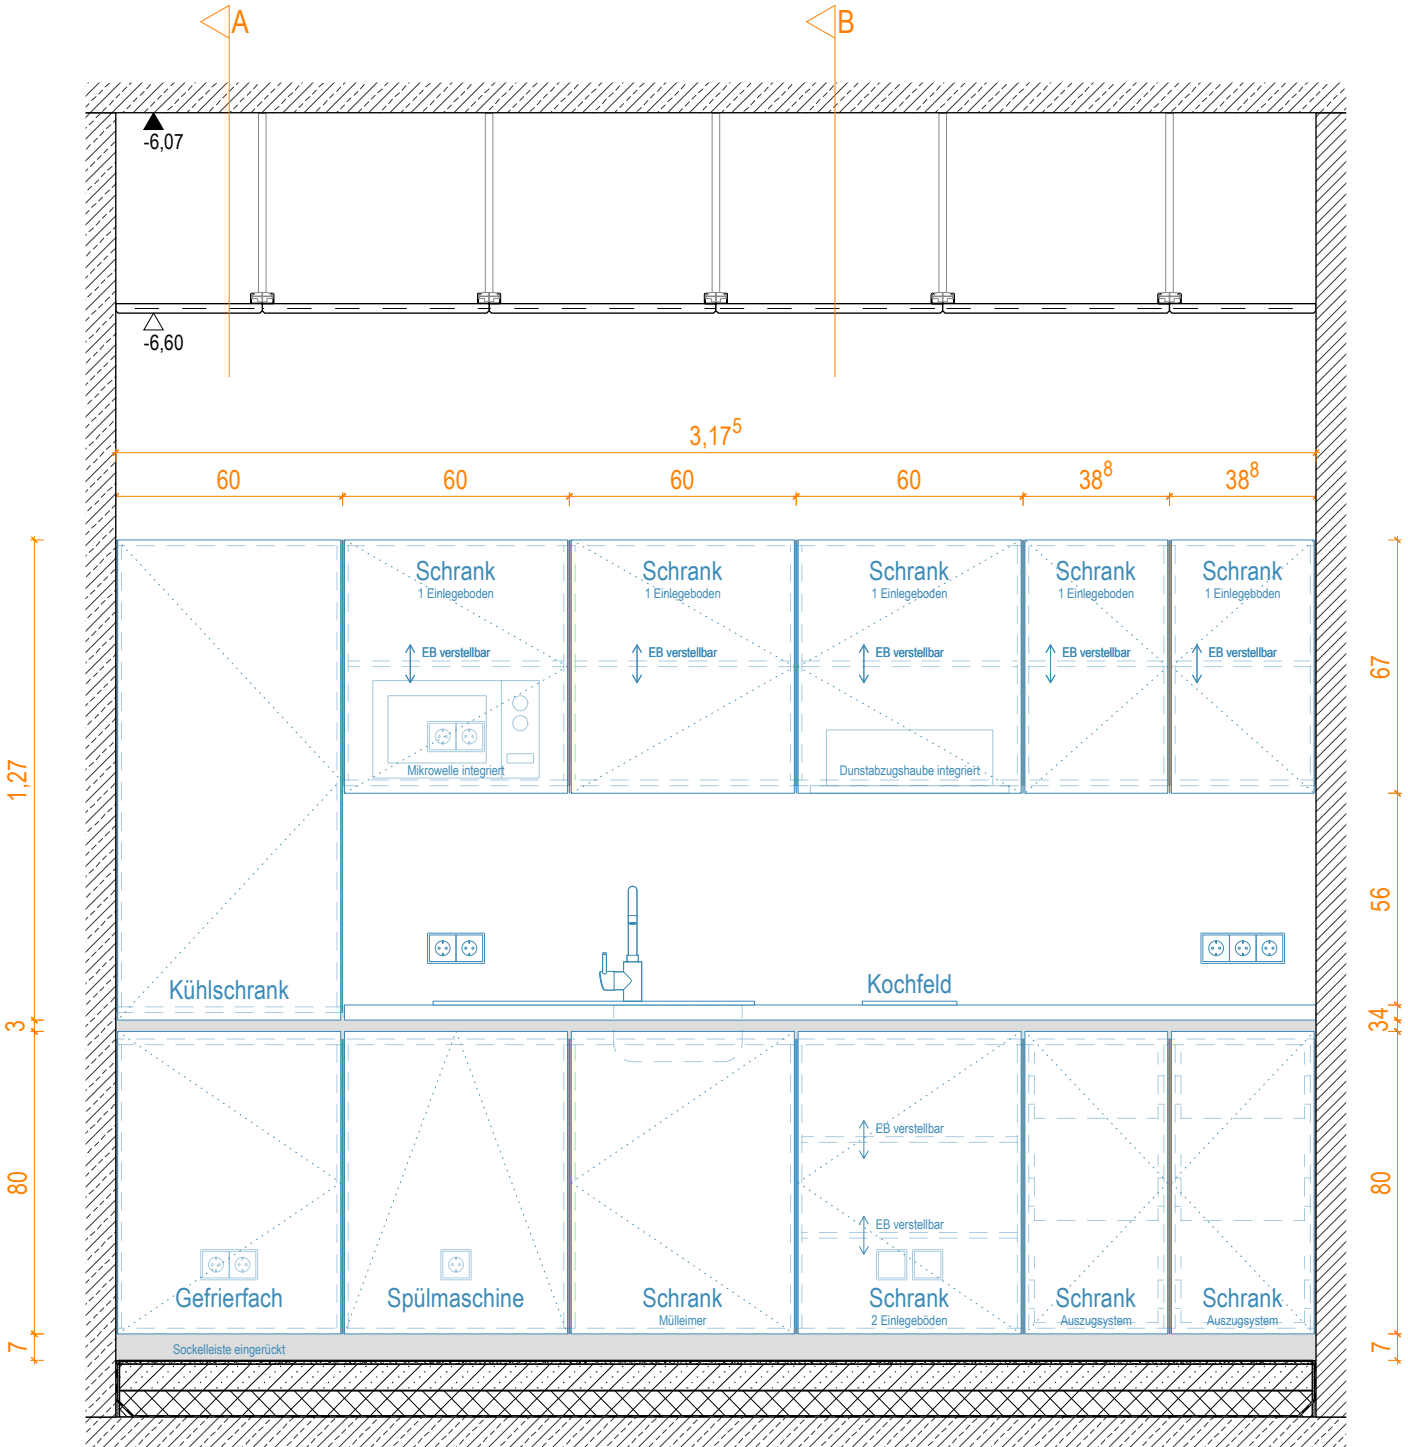 A B
-6,07
-6,60
3,17⁵
60 60 60 60 38⁸ 38⁸
Schrank Schrank Schrank Schrank Schrank
1 Einlegeboden 1 Einlegeboden 1 Einlegeboden 1 Einlegeboden 1 Einlegeboden
EB verstellbar EB verstellbar EB verstellbar EB verstellbar EB verstellbar
67
1,27
Mikrowelle integriert Dunstabzugshaube integriert
56
Kühlschrank Kochfeld
3 3 4
EB verstellbar
80 80
EB verstellbar
Gefrierfach Spülmaschine Schrank Schrank Schrank Schrank
Mülleimer 2 Einlegeböden Auszugsystem Auszugsystem
7 Sockelleiste eingerückt 7